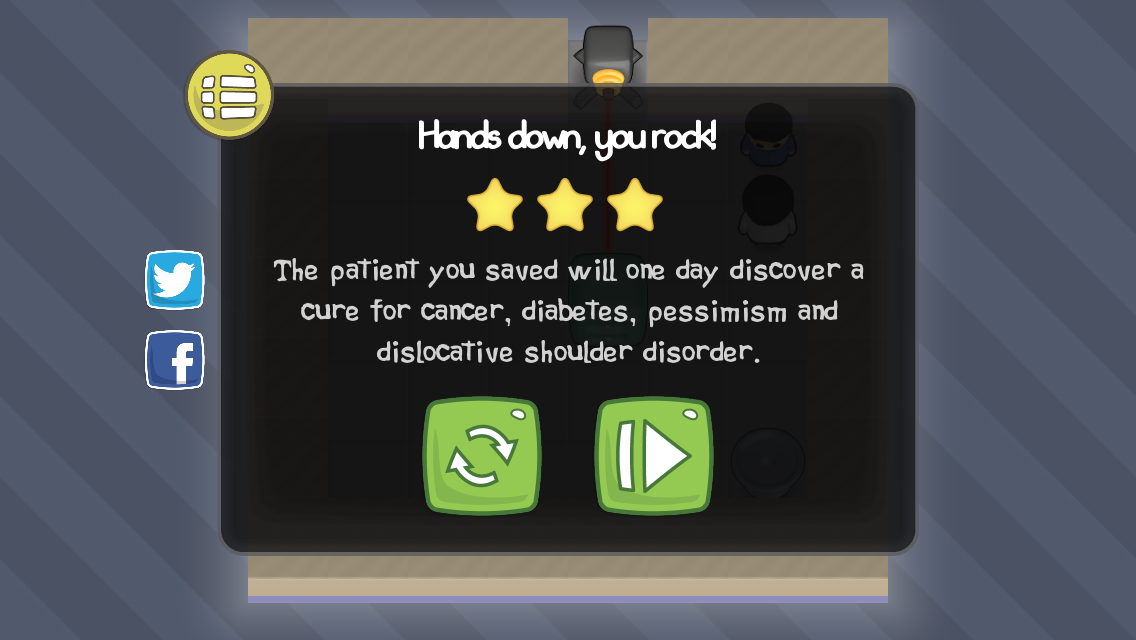 Hands down, you rock!
The patient you saved will one day discover a
cure for cancer, diabetes, pessimism and
dislocative shoulder disorder.